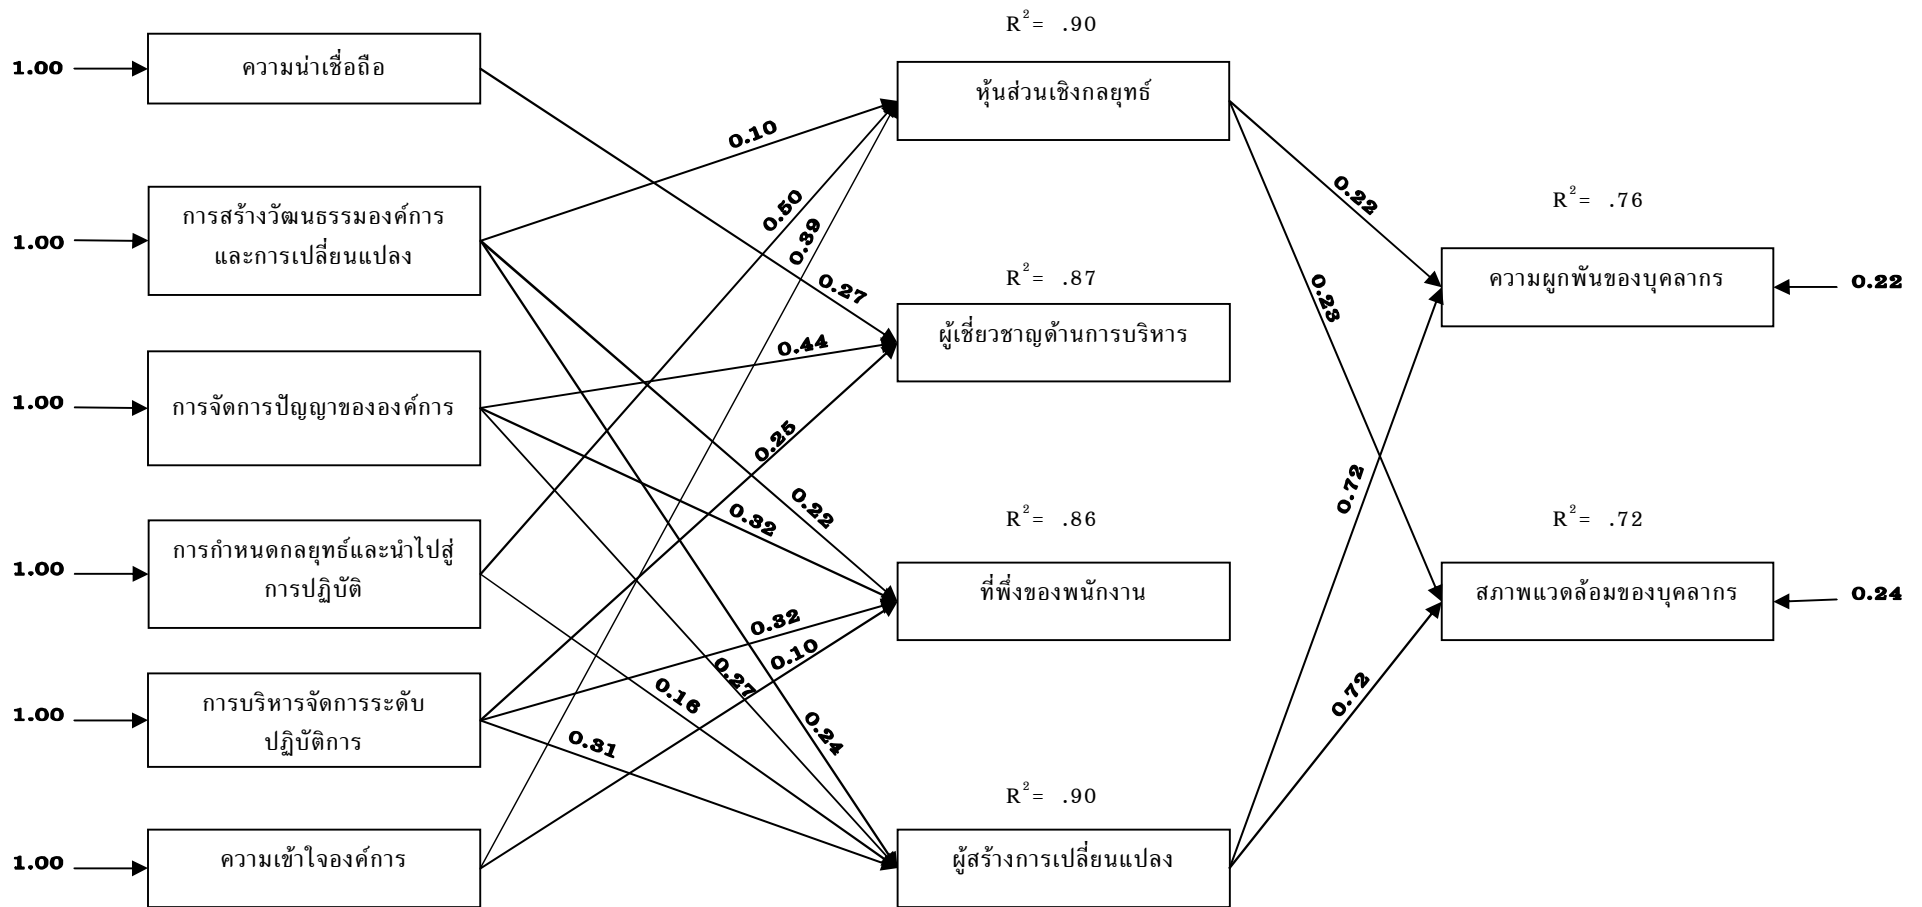 1.00
ความน่าเชื่อถือ
1.00
การสร้างวัฒนธรรมองค์การ
และการเปลี่ยนแปลง
1.00
การจัดการปัญญาขององค์การ
1.00
การกำหนดกลยุทธ์และนำไปสู่
การปฏิบัติ
1.00
การบริหารจัดการระดับ
ปฏิบัติการ
1.00
ความเข้าใจองค์การ
0.10
0.50
0.39
0.27
0.44
0.25
0.22
0.32
0.32
0.10
0.27
0.16
0.24
0.31
R²= .90
หุ้นส่วนเชิงกลยุทธ์
R²= .87
ผู้เชี่ยวชาญด้านการบริหาร
R²= .86
ที่พึ่งของพนักงาน
R²= .90
ผู้สร้างการเปลี่ยนแปลง
0.22
0.23
0.72
0.72
R²= .76
ความผูกพันของบุคลากร
0.22
R²= .72
สภาพแวดล้อมของบุคลากร
0.24